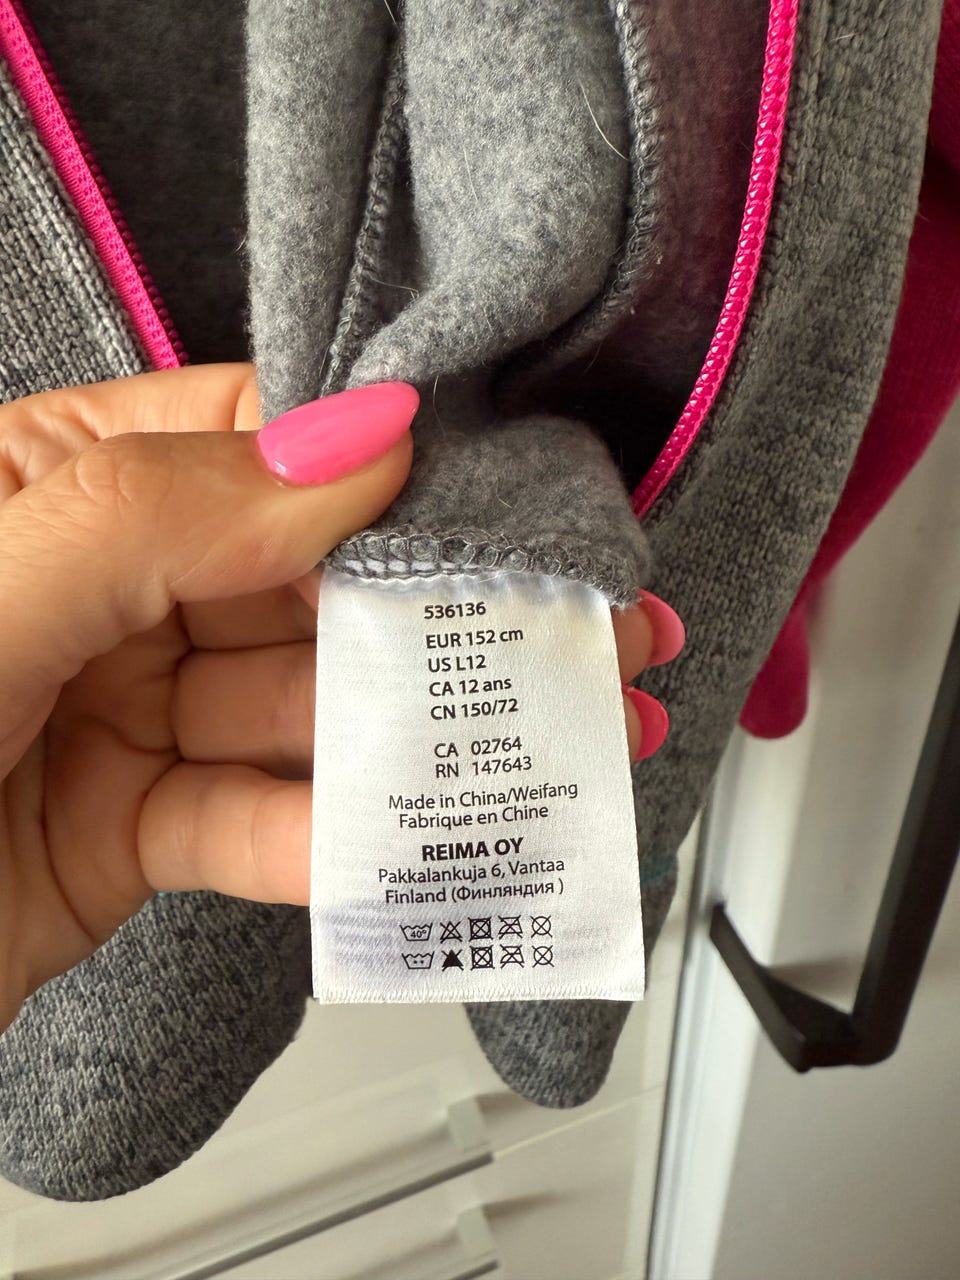 536136
EUR 152 cm
US L12
CA 12 ans
CN 150/72
CA 02764
RN 147643
Made in China/Weifang
Fabrique en Chine
REIMA OY
Pakkalankuja 6, Vantaa
Finland (Финляндия )
40°